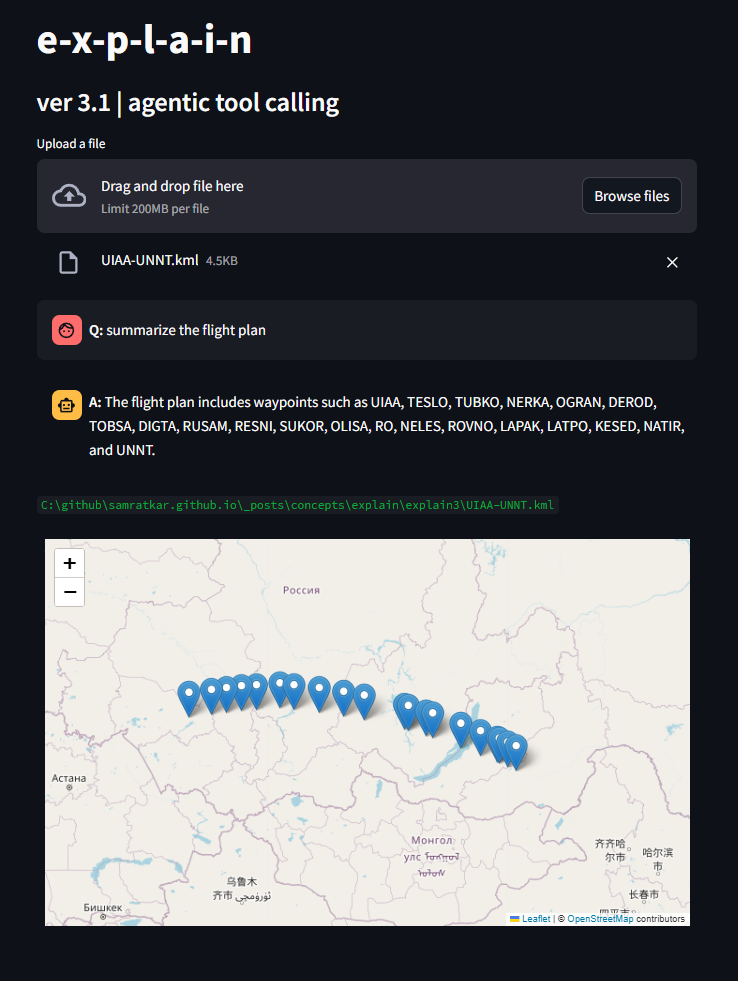 e-x-p-l-a-i-n
ver 3.1 | agentic tool calling
Upload a file
Drag and drop file here
Limit 200MB per file
Browse files
UIAA-UNNT.kml 4.5KB
Q: summarize the flight plan
A: The flight plan includes waypoints such as UIAA, TESLO, TUBKO, NERKA, OGRAN, DEROD,
TOBSA, DIGTA, RUSAM, RESNI, SUKOR, OLISA, RO, NELES, ROVNO, LAPAK, LATPO, KESED, NATIR,
and UNNT.
C:\github\samratkar.github.io\_posts\concepts\explain\explain3\UIAA-UNNT.kml
+
−
Россия
Астана
Монгол
улс
齐齐哈
尔市
哈尔滨
市
乌鲁木
齐市 ئۈرۈمچى
长春市
Бишкек
Leaflet | © OpenStreetMap contributors